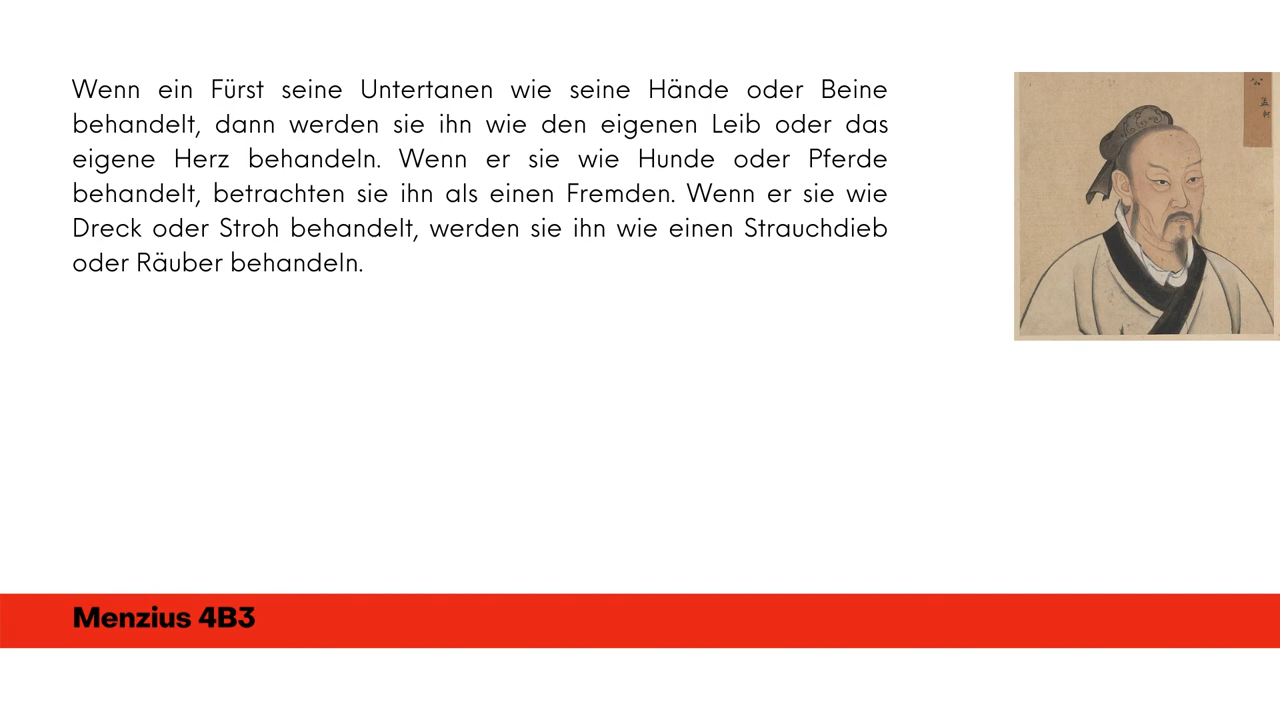 Wenn ein Fürst seine Untertanen wie seine Hände oder Beine
behandelt, dann werden sie ihn wie den eigenen Leib oder das
eigene Herz behandeln. Wenn er sie wie Hunde oder Pferde
behandelt, betrachten sie ihn als einen Fremden. Wenn er sie wie
Dreck oder Stroh behandelt, werden sie ihn wie einen Strauchdieb
oder Räuber behandeln.
孟
軻
Menzius 4B3